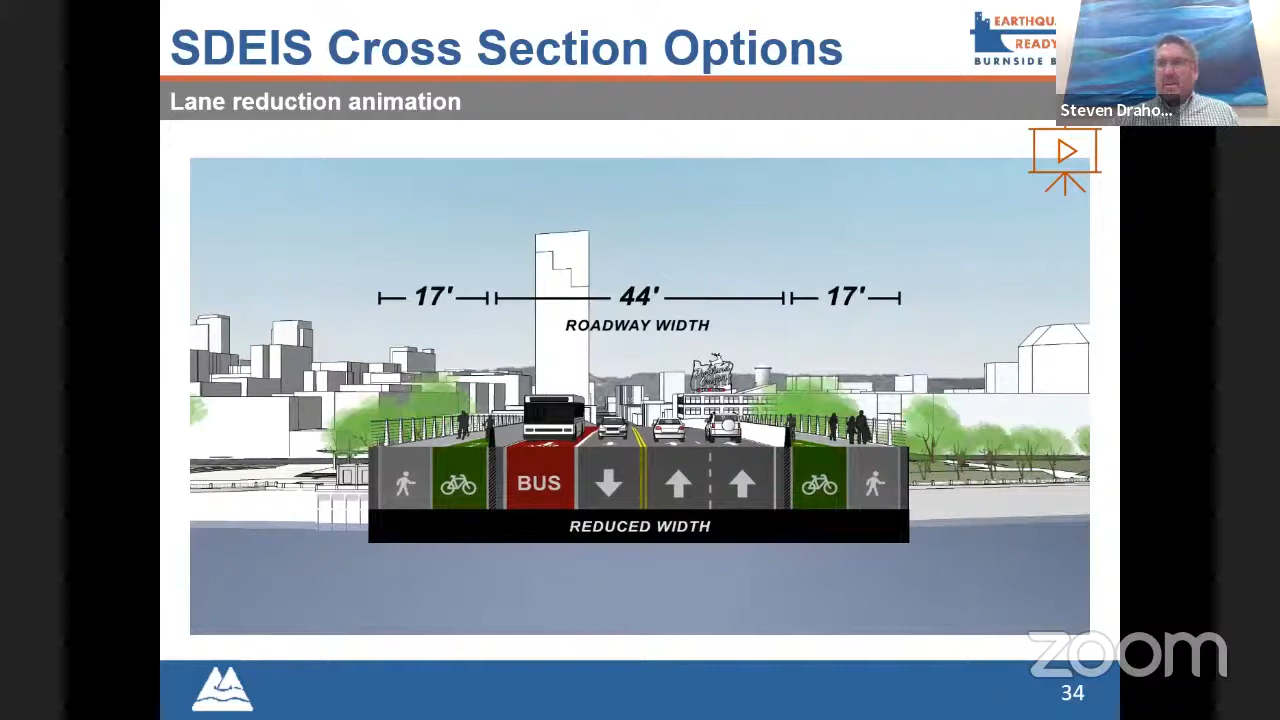 SDEIS Cross Section Options
EARTHQUA
READY
BURNSIDE B
Steven Draho...
Lane reduction animation
17' 44' 17'
ROADWAY WIDTH
BUS
REDUCED WIDTH
zoom
34